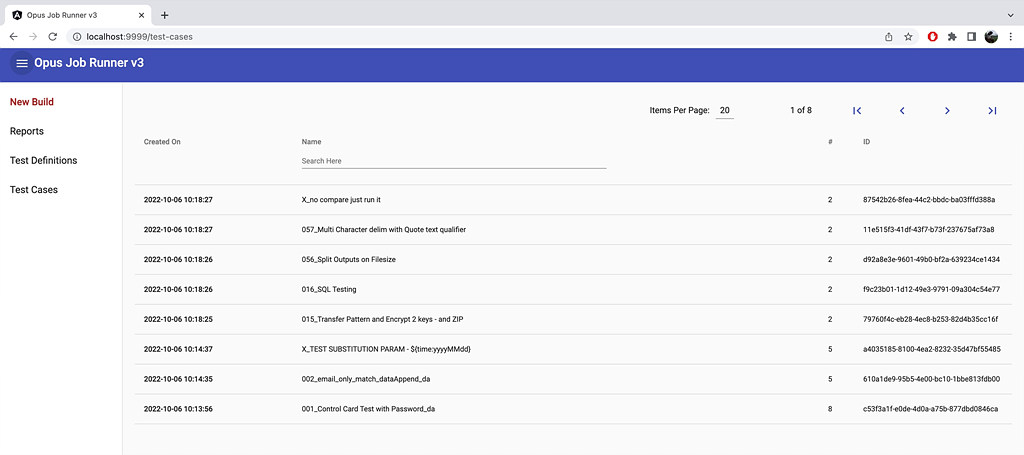 Opus Job Runner v3
localhost:9999/test-cases
Opus Job Runner v3
New Build
Reports
Test Definitions
Test Cases
Items Per Page: 20 1 of 8
Created On Name # ID
Search Here
2022-10-06 10:18:27 X_no compare just run it 2 87542b26-8fea-44c2-bbdc-ba03fffd388a
2022-10-06 10:18:27 057_Multi Character delim with Quote text qualifier 2 11e515f3-41df-43f7-b73f-237675af73a8
2022-10-06 10:18:26 056_Split Outputs on Filesize 2 d92a8e3e-9601-49b0-bf2a-639234ce1434
2022-10-06 10:18:26 016_SQL Testing 2 f9c23b01-1d12-49e3-9791-09a304c54e77
2022-10-06 10:18:25 015_Transfer Pattern and Encrypt 2 keys - and ZIP 2 79760f4c-eb28-4ec8-b253-82d4b35cc16f
2022-10-06 10:14:37 X_TEST SUBSTITUTION PARAM - ${time:yyyyMMdd} 5 a4035185-8100-4ea2-8232-35d47bf55485
2022-10-06 10:14:35 002_email_only_match_dataAppend_da 5 610a1de9-95b5-4e00-bc10-1bbe813fdb00
2022-10-06 10:13:56 001_Control Card Test with Password_da 8 c53f3a1f-e0de-4d0a-a75b-877dbd0846ca